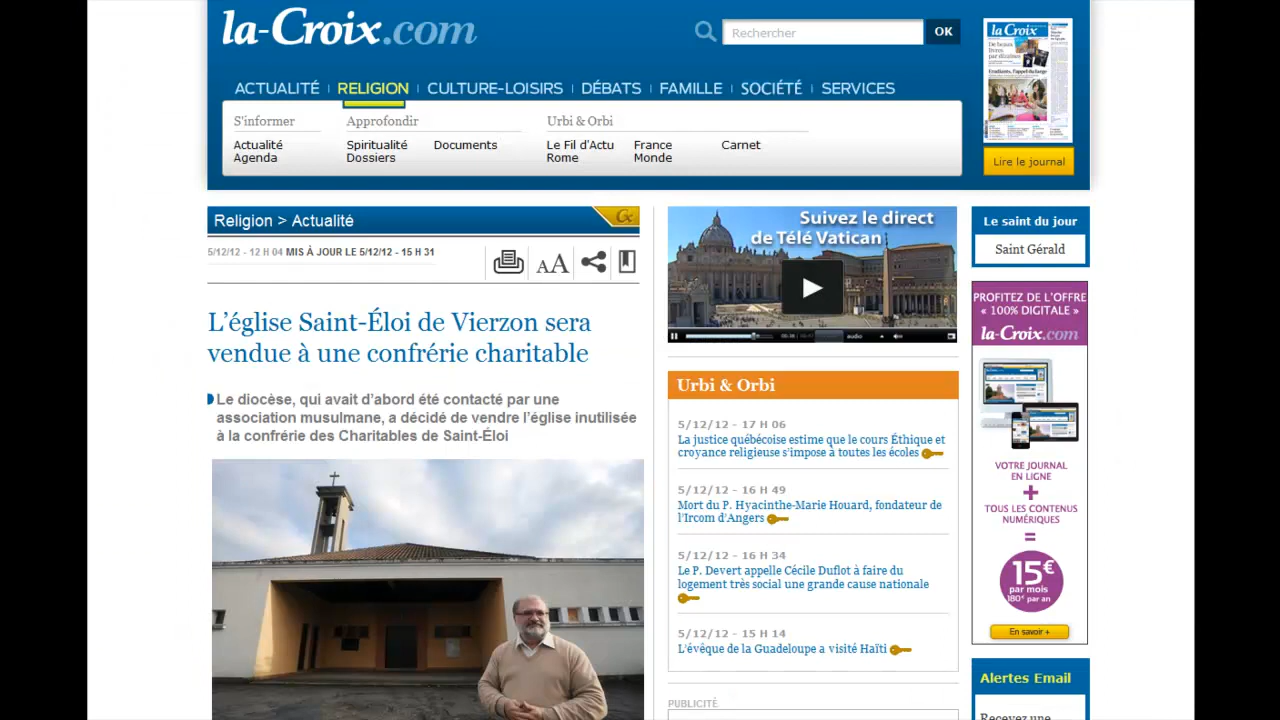 la-Croix.com
Rechercher
OK
ACTUALITÉ
RELIGION
CULTURE-LOISIRS
DÉBATS
FAMILLE
SOCIÉTÉ
SERVICES
S'informer
Approfondir
Urbi & Orbi
Actualité
Spiritualité
Documents
Le Fil d'Actu
France
Carnet
Agenda
Dossiers
Rome
Monde
la Croix
Lire le journal
Religion > Actualité
5/12/12 - 12 H 04 MIS À JOUR LE 5/12/12 - 15 H 31
AA
L'église Saint-Éloi de Vierzon sera
vendue à une confrérie charitable
Le diocèse, qui avait d'abord été contacté par une
association musulmane, a décidé de vendre l'église inutilisée
à la confrérie des Charitables de Saint-Éloi
Suivez le direct
de Télé Vatican
audio
Urbi & Orbi
5/12/12 - 17 H 06
La justice québécoise estime que le cours Éthique et
croyance religieuse s'impose à toutes les écoles
5/12/12 - 16 H 49
Mort du P. Hyacinthe-Marie Houard, fondateur de
l'Ircom d'Angers
5/12/12 - 16 H 34
Le P. Devert appelle Cécile Duflot à faire du
logement très social une grande cause nationale
5/12/12 - 15 H 14
L'évêque de la Guadeloupe a visité Haïti
PUBLICITÉ
Le saint du jour
Saint Gérald
PROFITEZ DE L'OFFRE
« 100% DIGITALE »
la-Croix.com
VOTRE JOURNAL
EN LIGNE
+
TOUS LES CONTENUS
NUMÉRIQUES
=
15€
par mois
180€ par an
En savoir +
Alertes Email
Recevez une